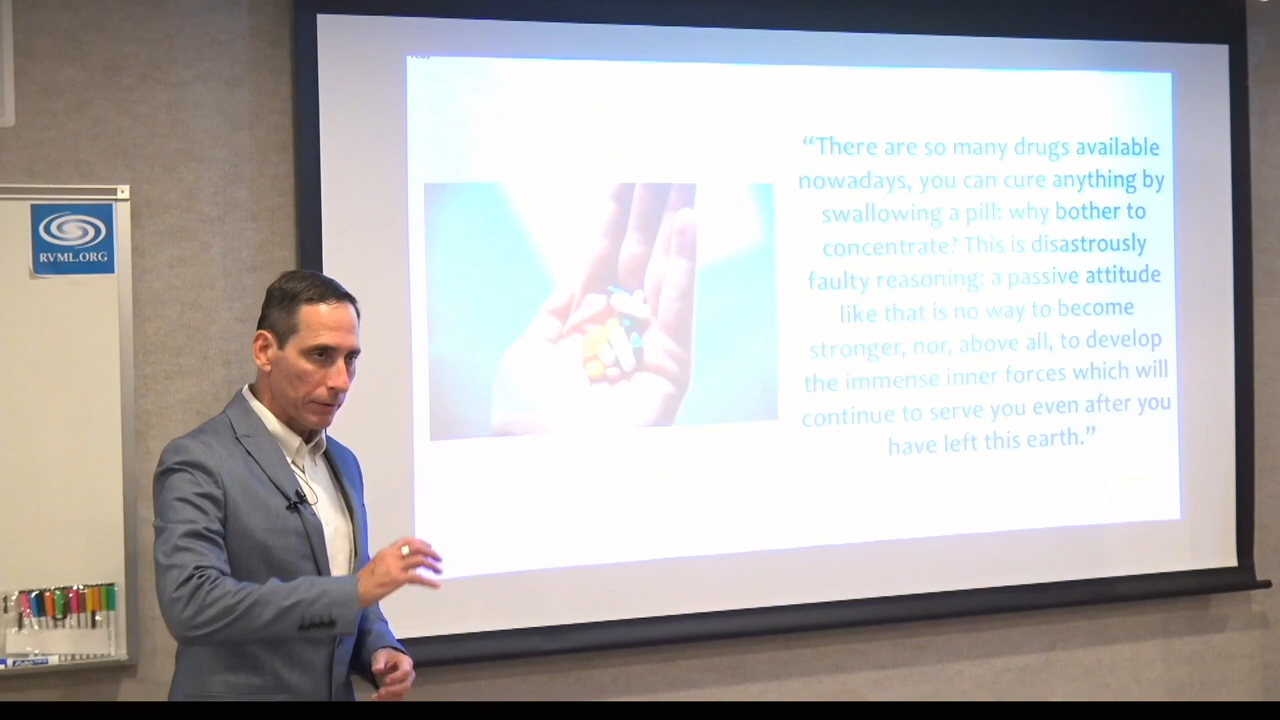 RVML.ORG
“There are so many drugs available
nowadays, you can cure anything by
swallowing a pill: why bother to
concentrate? This is disastrously
faulty reasoning: a passive attitude
like that is no way to become
stronger, nor, above all, to develop
the immense inner forces which will
continue to serve you even after you
have left this earth.”